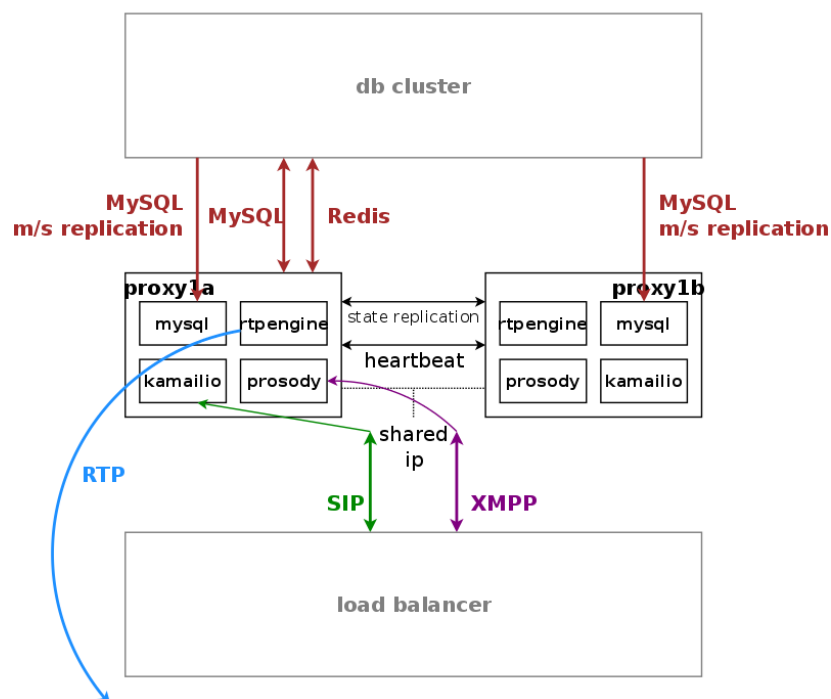 db cluster
MySQL
m/s replication
MySQL
Redis
MySQL
m/s replication
proxy1a
proxy1b
mysql
rtpengine
state replication
rtpengine
mysql
heartbeat
kamailio
prosody
prosody
kamailio
shared
ip
RTP
SIP
XMPP
load balancer